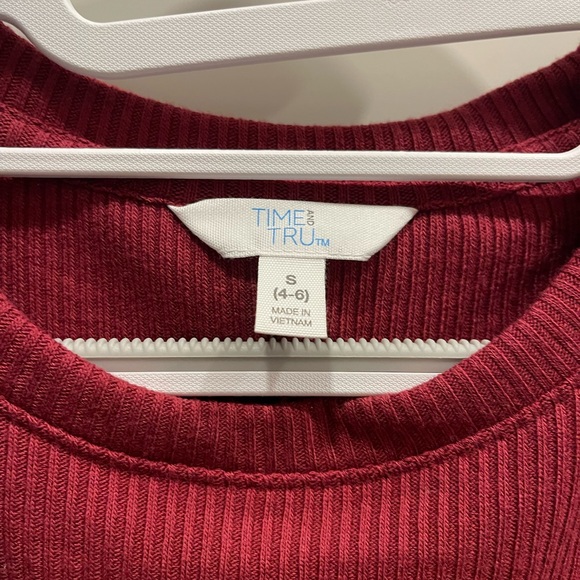 TIME AND
TRU™
S
(4-6)
MADE IN
VIETNAM